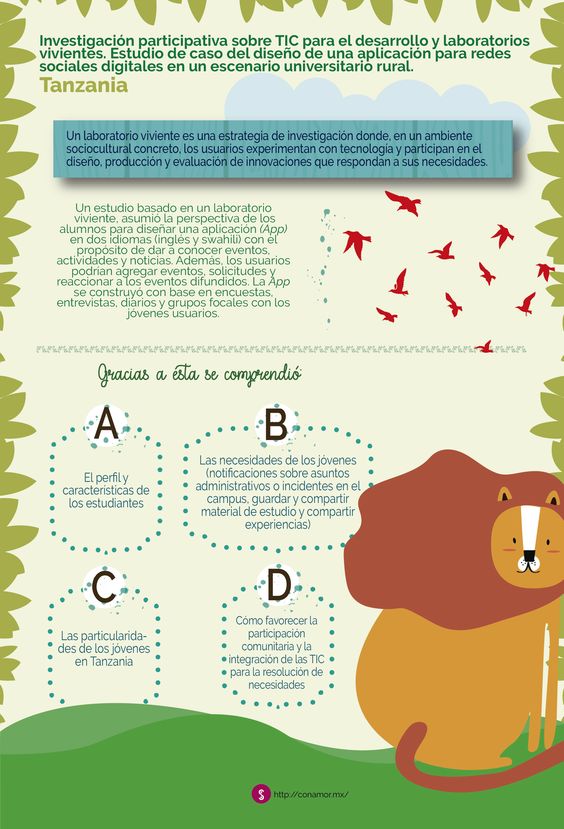 Investigación participativa sobre TIC para el desarrollo y laboratorios
vivientes. Estudio de caso del diseño de una aplicación para redes
sociales digitales en un escenario universitario rural.
Tanzania
Un laboratorio viviente es una estrategia de investigación donde, en un ambiente
sociocultural concreto, los usuarios experimentan con tecnología y participan en el
diseño, producción y evaluación de innovaciones que respondan a sus necesidades.
Un estudio basado en un laboratorio
viviente, asumió la perspectiva de los
alumnos para diseñar una aplicación (App)
en dos idiomas (inglés y swahili) con el
propósito de dar a conocer eventos,
actividades y noticias. Además, los usuarios
podrían agregar eventos, solicitudes y
reaccionar a los eventos difundidos. La App
se construyó con base en encuestas,
entrevistas, diarios y grupos focales con los
jóvenes usuarios.
Gracias a ésta se comprendió:
A
El perfil y
características de
los estudiantes
B
Las necesidades de los jóvenes
(notificaciones sobre asuntos
administrativos o incidentes en el
campus, guardar y compartir
material de estudio y compartir
experiencias)
C
Las particularida-
des de los jóvenes
en Tanzania
D
Cómo favorecer la
participación
comunitaria y la
integración de las TIC
para la resolución de
necesidades
http://conamor.mx/